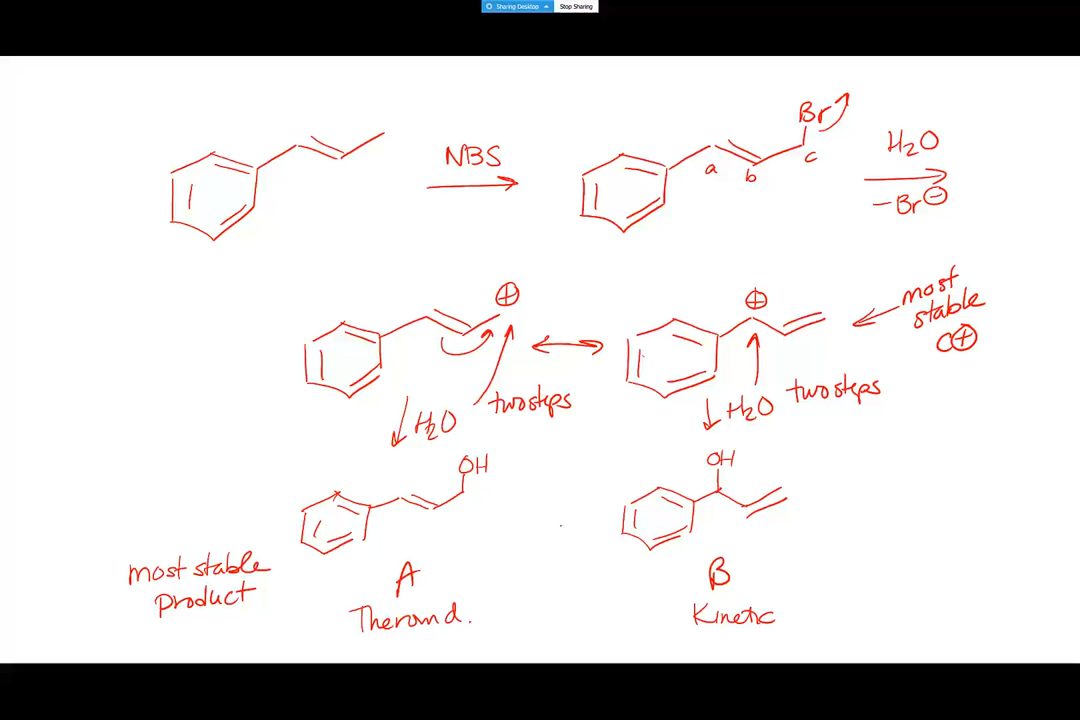 Sharing Desktop Stop Sharing
Br
NBS
H₂O
a b c
−Br⊖
⊕ ⊕
most
stable
C⊕
H₂O two steps H₂O two steps
OH OH
most stable
Product
A B
Theromd. Kinetic